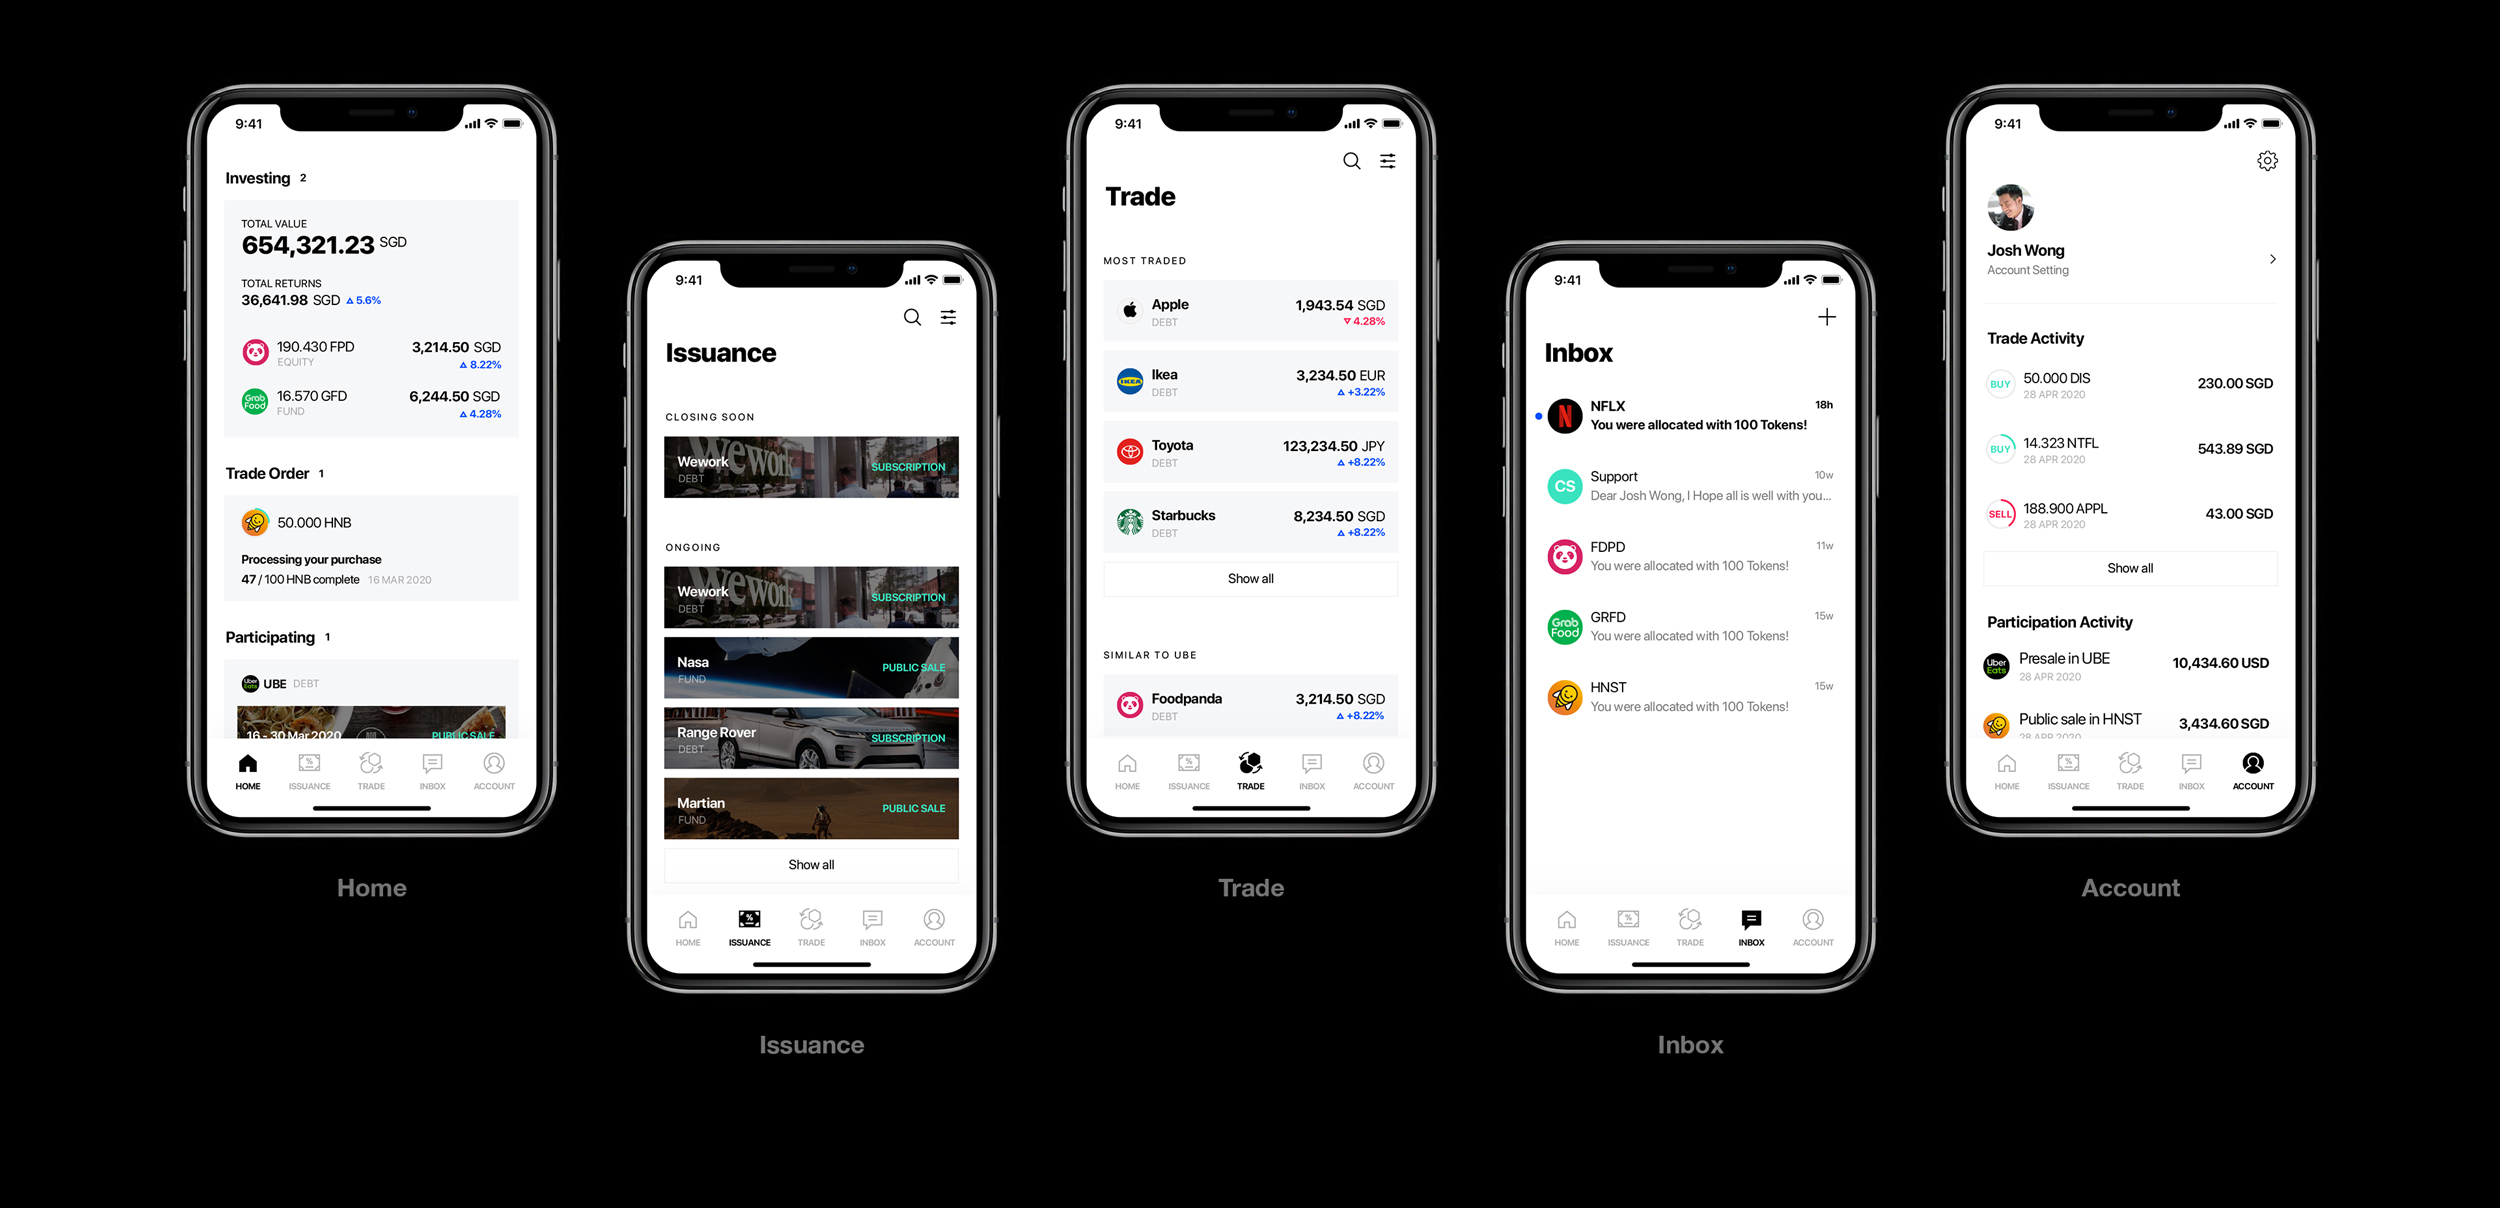 9:41
Investing 2
TOTAL VALUE
654,321.23 SGD
TOTAL RETURNS
36,641.98 SGD 5.6%
190.430 FPD 3,214.50 SGD
EQUITY 8.22%
Grab Food
16.570 GFD 6,244.50 SGD
FUND 4.28%
Trade Order 1
50.000 HNB
Processing your purchase
47 / 100 HNB complete 16 MAR 2020
Participating 1
Uber Eats
UBE DEBT
16 - 30 Mar 2020 PUBLIC SALE
HOME ISSUANCE TRADE INBOX ACCOUNT
Home
9:41
Issuance
CLOSING SOON
Wework
Wework SUBSCRIPTION
DEBT
ONGOING
Wework
Wework SUBSCRIPTION
DEBT
Nasa PUBLIC SALE
FUND
Range Rover SUBSCRIPTION
DEBT
Martian PUBLIC SALE
FUND
Show all
HOME ISSUANCE TRADE INBOX ACCOUNT
Issuance
9:41
Trade
MOST TRADED
Apple 1,943.54 SGD
DEBT 4.28%
IKEA
Ikea 3,234.50 EUR
DEBT +3.22%
Toyota 123,234.50 JPY
DEBT +8.22%
Starbucks 8,234.50 SGD
DEBT +8.22%
Show all
SIMILAR TO UBE
Foodpanda 3,214.50 SGD
DEBT +8.22%
HOME ISSUANCE TRADE INBOX ACCOUNT
Trade
9:41
Inbox
N
NFLX 18h
You were allocated with 100 Tokens!
CS
Support 10w
Dear Josh Wong, I Hope all is well with you...
FDPD 11w
You were allocated with 100 Tokens!
Grab Food
GRFD 15w
You were allocated with 100 Tokens!
HNST 15w
You were allocated with 100 Tokens!
HOME ISSUANCE TRADE INBOX ACCOUNT
Inbox
9:41
Josh Wong
Account Setting
Trade Activity
BUY 50.000 DIS 230.00 SGD
28 APR 2020
BUY 14.323 NTFL 543.89 SGD
28 APR 2020
SELL 188.900 APPL 43.00 SGD
28 APR 2020
Show all
Participation Activity
Uber Eats
Presale in UBE 10,434.60 USD
28 APR 2020
Public sale in HNST 3,434.60 SGD
28 APR 2020
HOME ISSUANCE TRADE INBOX ACCOUNT
Account